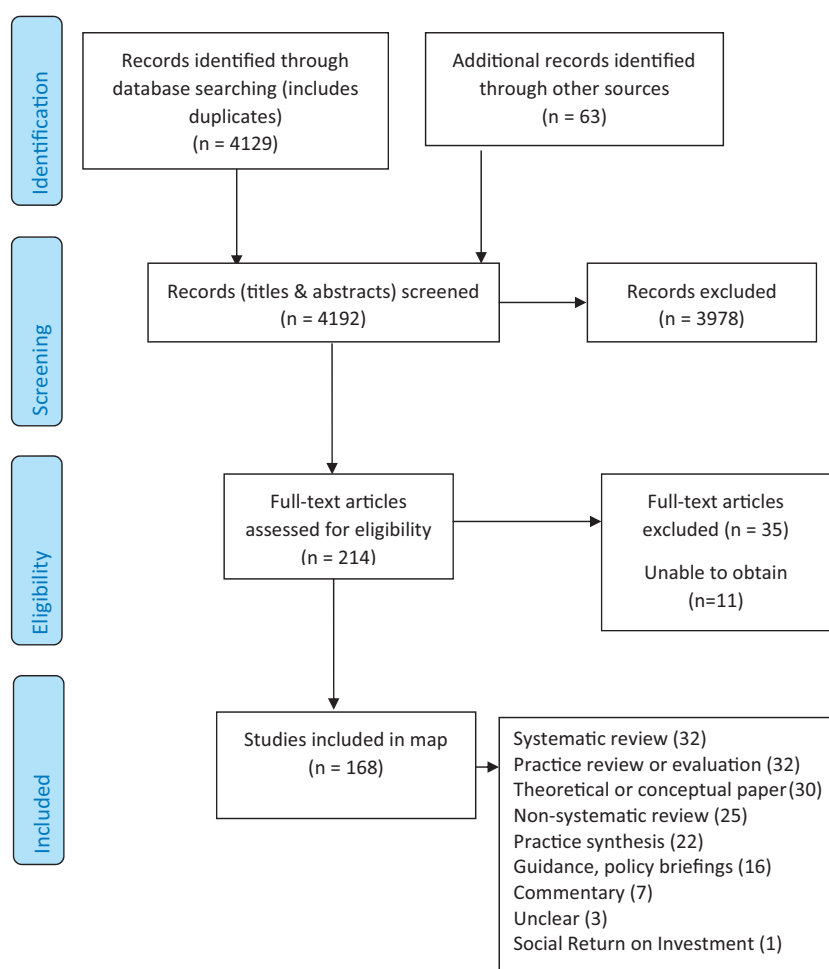 Identification
Records identified through
database searching (includes
duplicates)
(n = 4129)
Additional records identified
through other sources
(n = 63)
Screening
Records (titles & abstracts) screened
(n = 4192)
Records excluded
(n = 3978)
Eligibility
Full-text articles
assessed for eligibility
(n = 214)
Full-text articles
excluded (n = 35)
Unable to obtain
(n=11)
Included
Studies included in map
(n = 168)
Systematic review (32)
Practice review or evaluation (32)
Theoretical or conceptual paper (30)
Non-systematic review (25)
Practice synthesis (22)
Guidance, policy briefings (16)
Commentary (7)
Unclear (3)
Social Return on Investment (1)